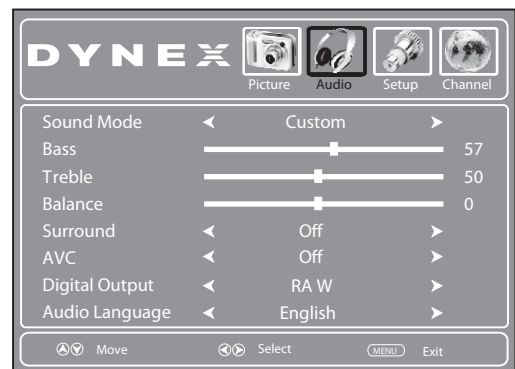 DYNEX
Picture Audio Setup Channel
Sound Mode Custom
Bass 57
Treble 50
Balance 0
Surround Off
AVC Off
Digital Output RA W
Audio Language English
Move Select MENU Exit